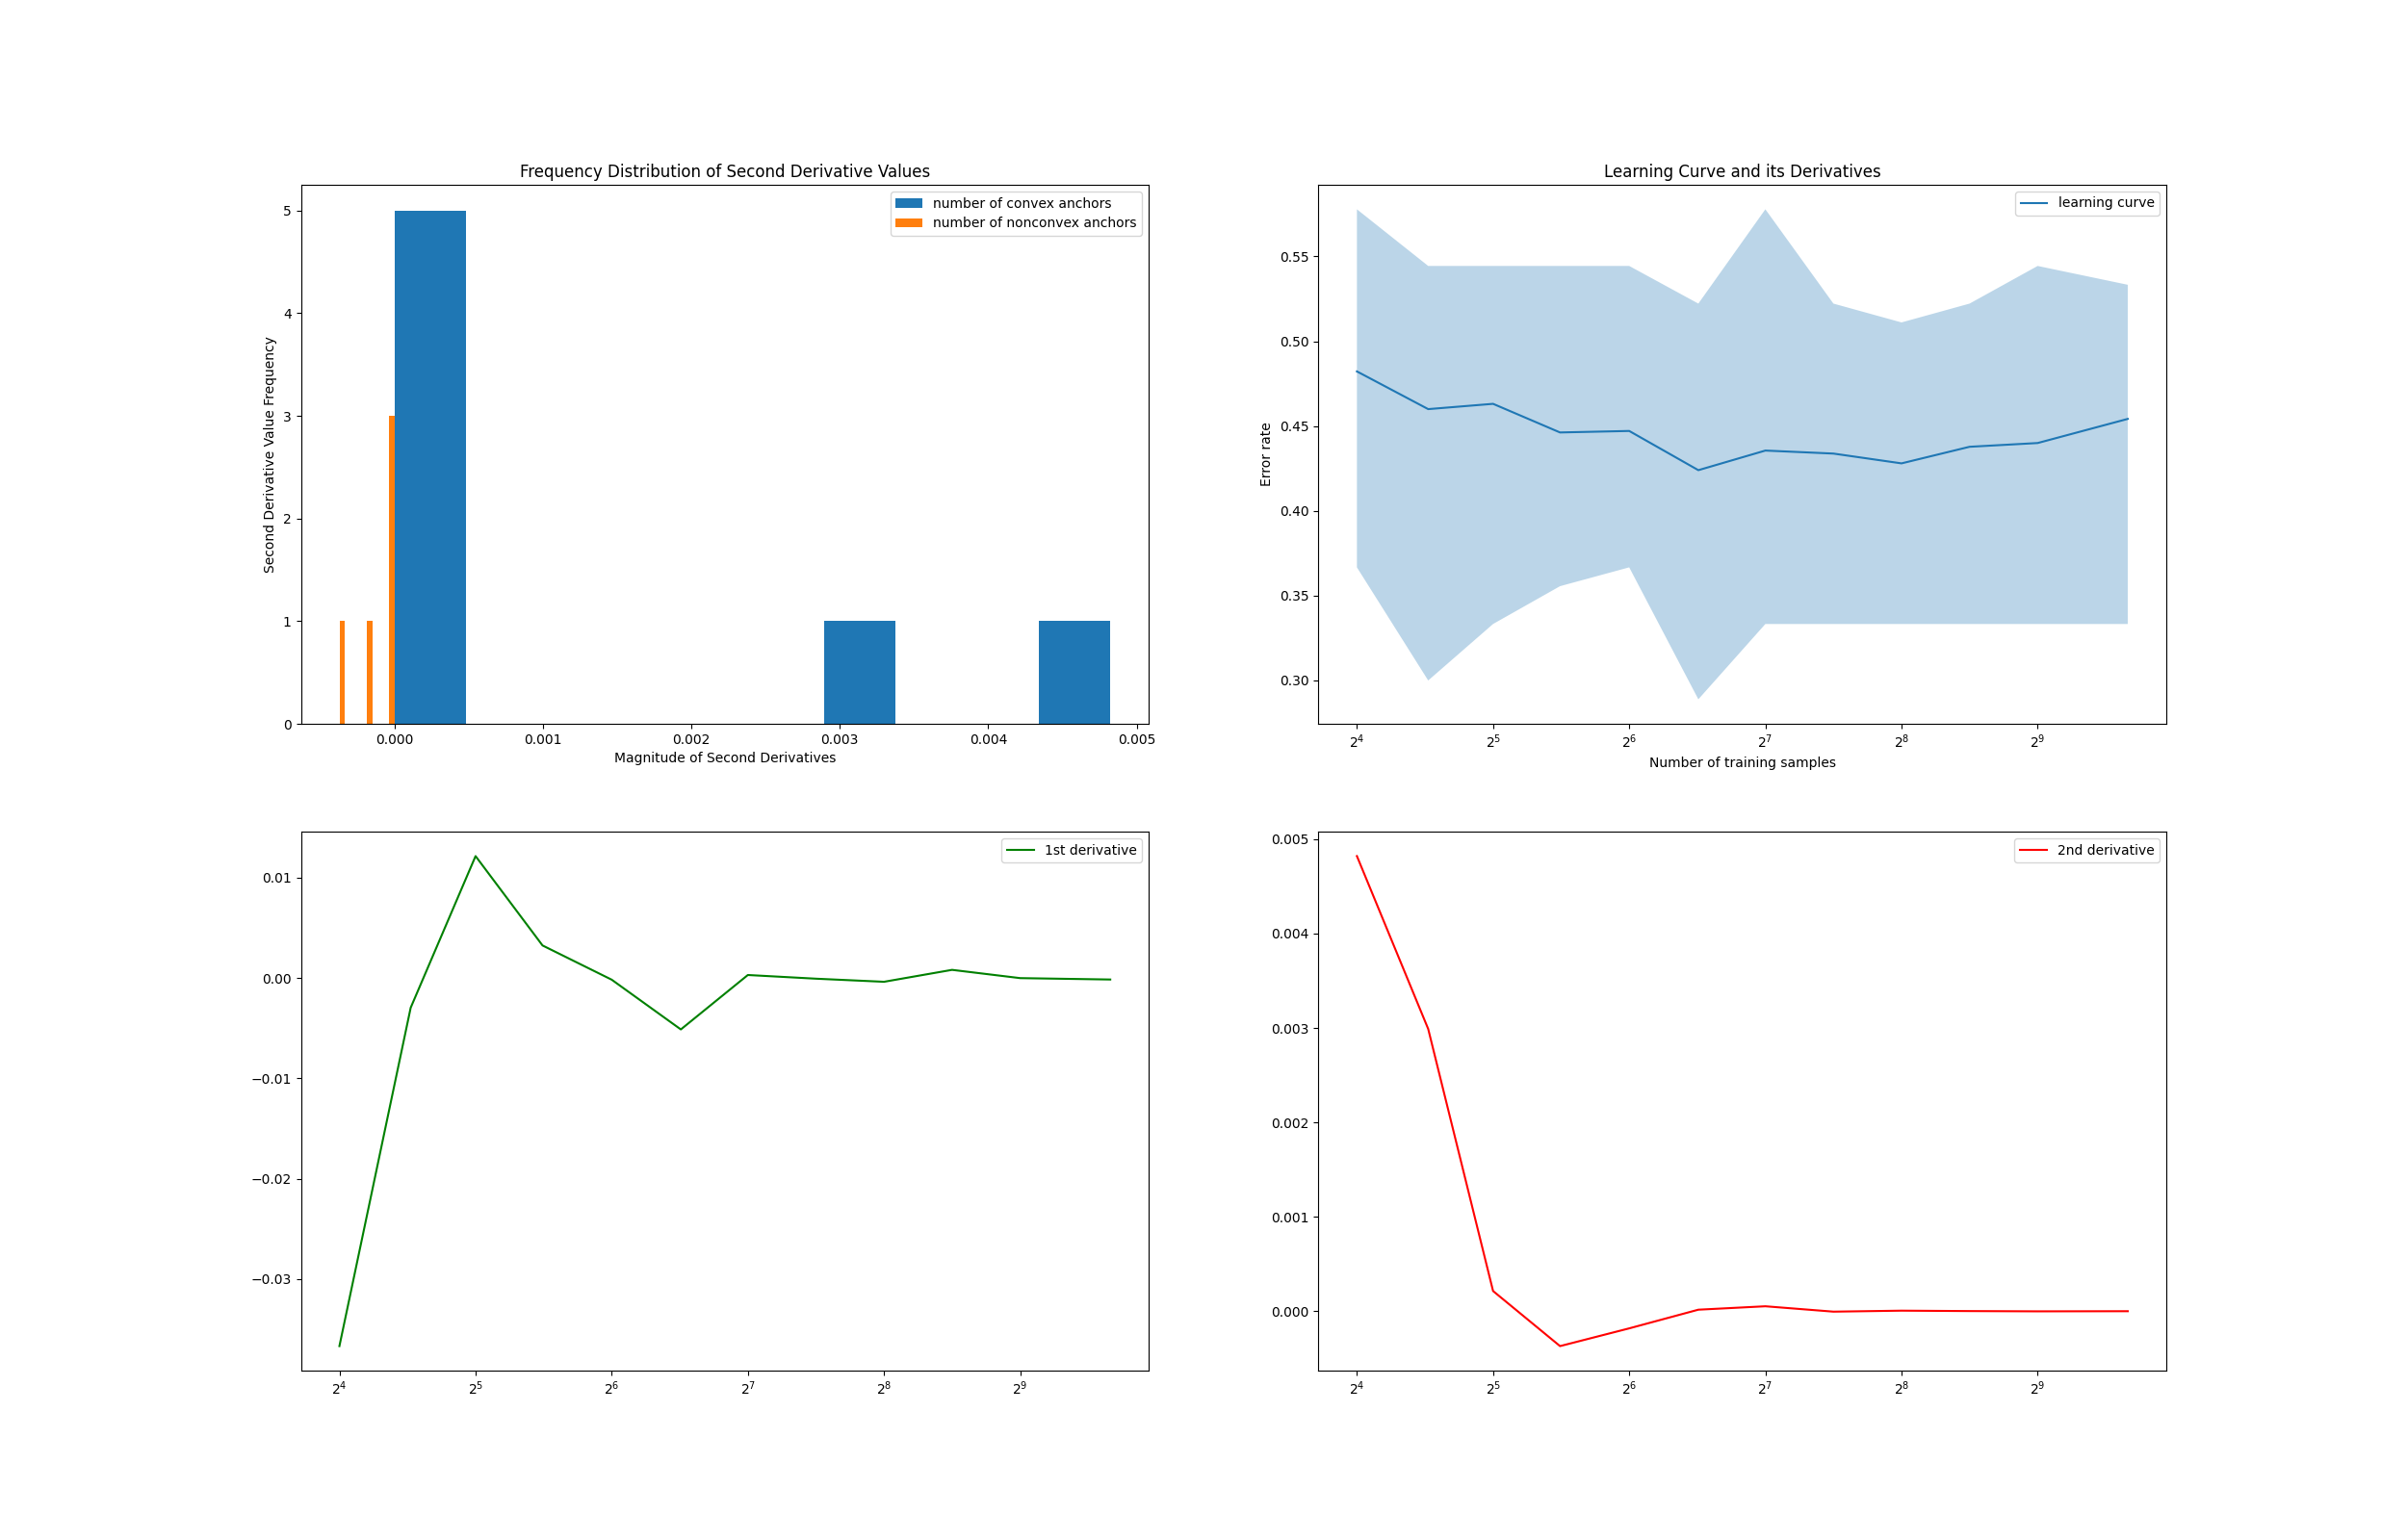 Frequency Distribution of Second Derivative Values
number of convex anchors
number of nonconvex anchors
Second Derivative Value Frequency
5
4
3
2
1
0
0.000 0.001 0.002 0.003 0.004 0.005
Magnitude of Second Derivatives
Learning Curve and its Derivatives
learning curve
Error rate
0.55
0.50
0.45
0.40
0.35
0.30
2⁴ 2⁵ 2⁶ 2⁷ 2⁸ 2⁹
Number of training samples
1st derivative
0.01
0.00
−0.01
−0.02
−0.03
2⁴ 2⁵ 2⁶ 2⁷ 2⁸ 2⁹
2nd derivative
0.005
0.004
0.003
0.002
0.001
0.000
2⁴ 2⁵ 2⁶ 2⁷ 2⁸ 2⁹